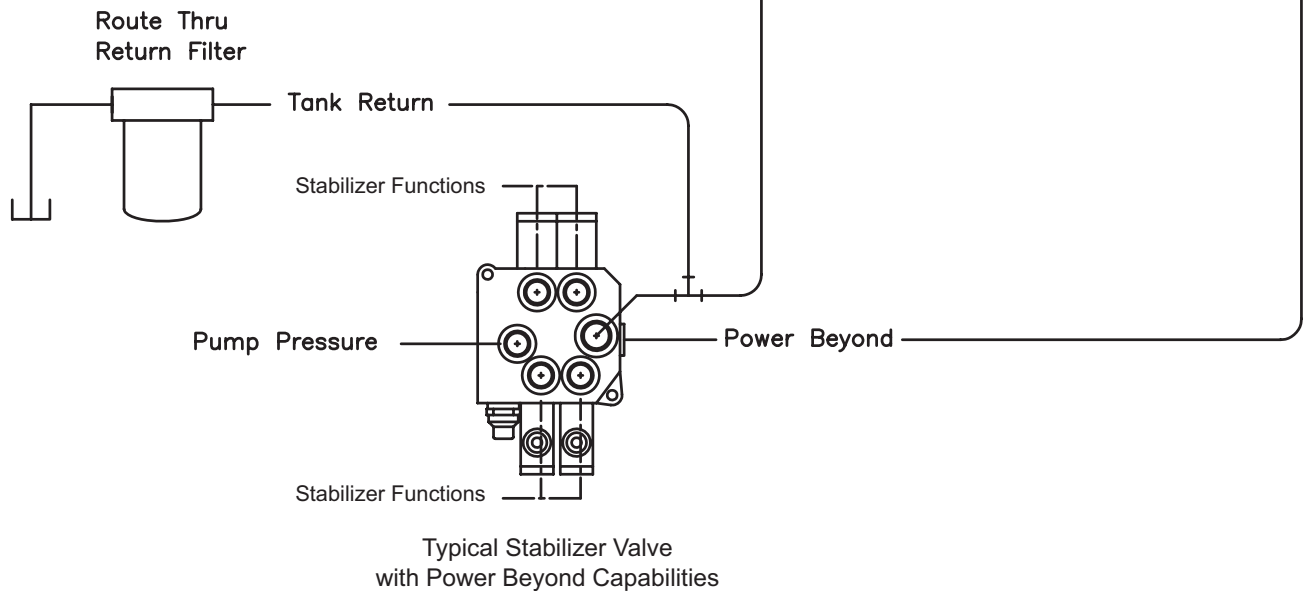 Route Thru
Return Filter
Tank Return
Stabilizer Functions
Pump Pressure
Power Beyond
Stabilizer Functions
Typical Stabilizer Valve
with Power Beyond Capabilities